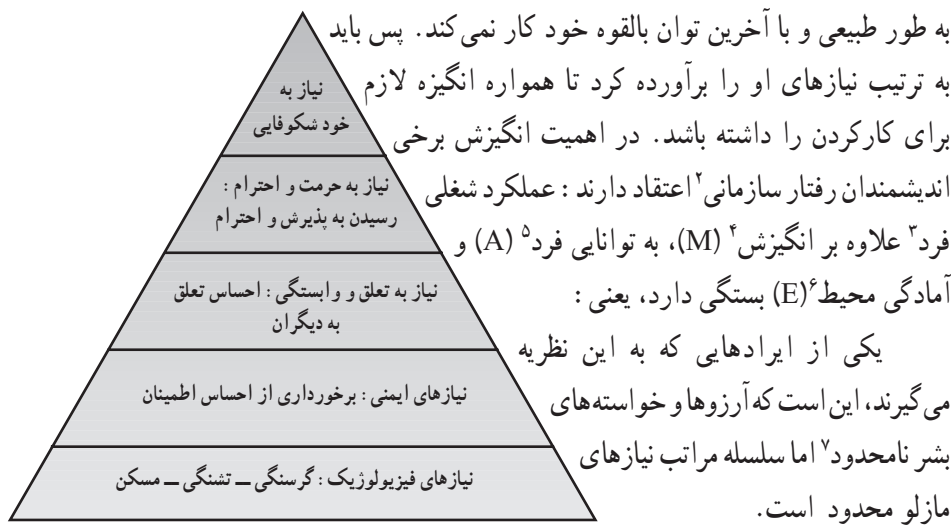 به طور طبیعی و با آخرین توان بالقوه خود کار نمی‌کند. پس باید
به ترتیب نیازهای او را برآورده کرد تا همواره انگیزه لازم
برای کارکردن را داشته باشد. در اهمیت انگیزش برخی
اندیشمندان رفتار سازمانی۲ اعتقاد دارند : عملکرد شغلی
فرد۳ علاوه بر انگیزش۴ (M)، به توانایی فرد۵ (A) و
آمادگی محیط۶ (E) بستگی دارد، یعنی :
یکی از ایرادهایی که به این نظریه
می‌گیرند، این است که آرزوها و خواسته‌های
بشر نامحدود۷ اما سلسله مراتب نیازهای
مازلو محدود است.
نیاز به
خود شکوفایی
نیاز به حرمت و احترام :
رسیدن به پذیرش و احترام
نیاز به تعلق و وابستگی : احساس تعلق
به دیگران
نیازهای ایمنی : برخورداری از احساس اطمینان
نیازهای فیزیولوژیک : گرسنگی ــ تشنگی ــ مسکن